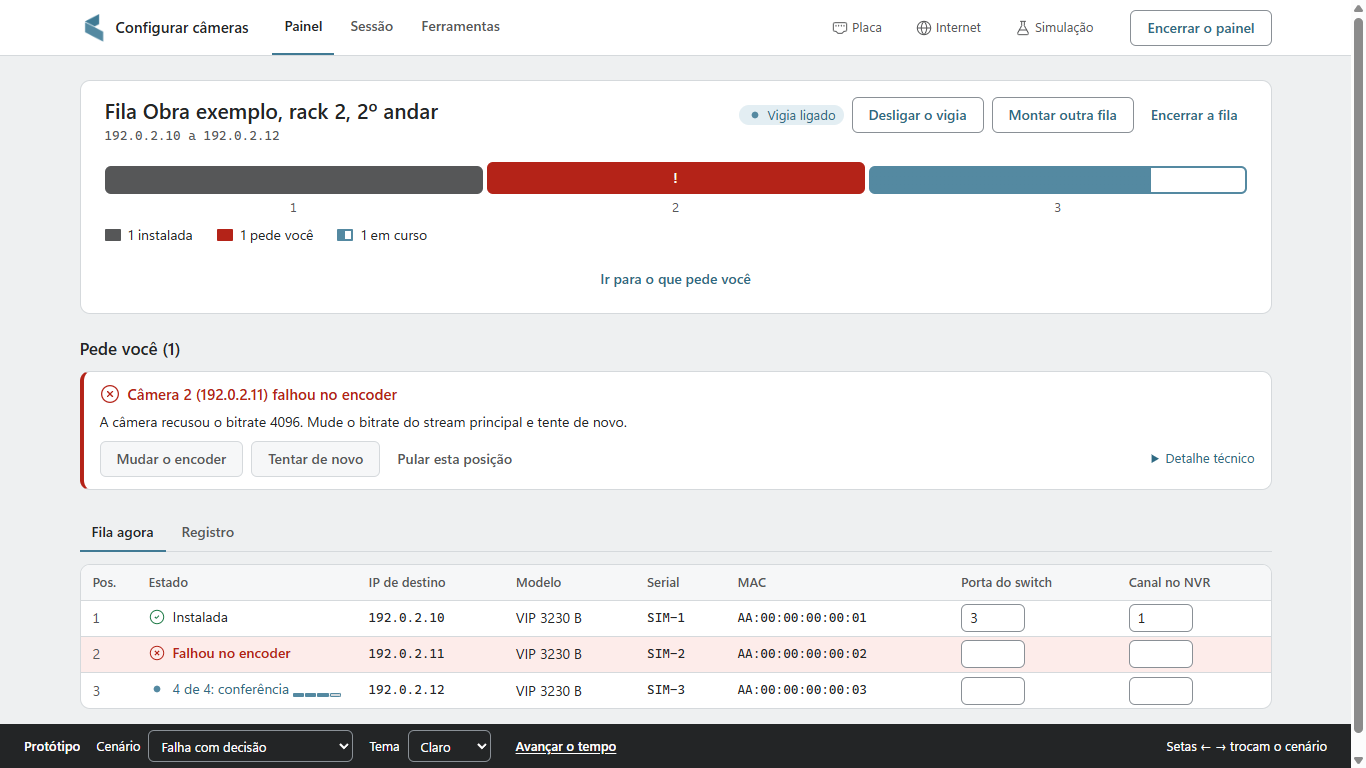 Configurar câmeras Painel Sessão Ferramentas Placa Internet Simulação Encerrar o painel
Fila Obra exemplo, rack 2, 2º andar
192.0.2.10 a 192.0.2.12
Vigia ligado Desligar o vigia Montar outra fila Encerrar a fila
!
1 2 3
1 instalada 1 pede você 1 em curso
Ir para o que pede você
Pede você (1)
Câmera 2 (192.0.2.11) falhou no encoder
A câmera recusou o bitrate 4096. Mude o bitrate do stream principal e tente de novo.
Mudar o encoder Tentar de novo Pular esta posição Detalhe técnico
Fila agora Registro
Pos. Estado IP de destino Modelo Serial MAC Porta do switch Canal no NVR
1 Instalada 192.0.2.10 VIP 3230 B SIM-1 AA:00:00:00:00:01 3 1
2 Falhou no encoder 192.0.2.11 VIP 3230 B SIM-2 AA:00:00:00:00:02
3 4 de 4: conferência 192.0.2.12 VIP 3230 B SIM-3 AA:00:00:00:00:03
Protótipo Cenário Falha com decisão Tema Claro Avançar o tempo Setas ← → trocam o cenário